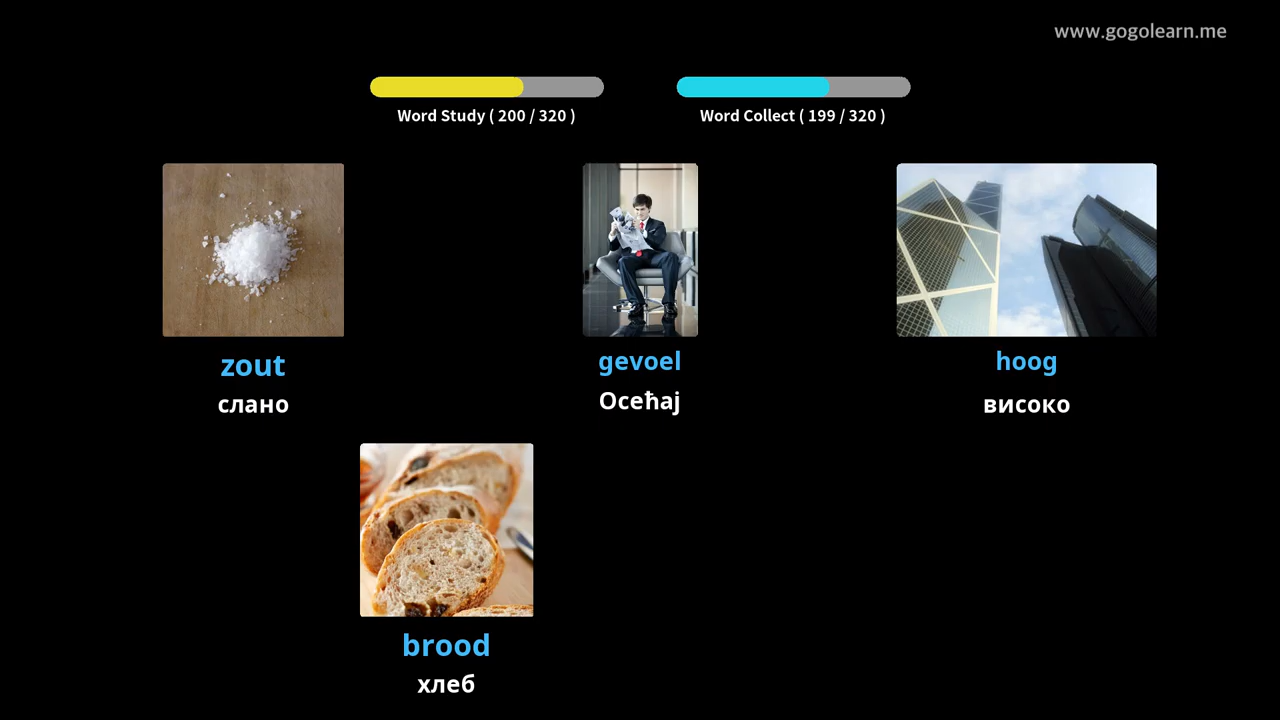 www.gogolearn.me
Word Study ( 200 / 320 )
Word Collect ( 199 / 320 )
zout
слано
gevoel
Осећај
hoog
високо
brood
хлеб